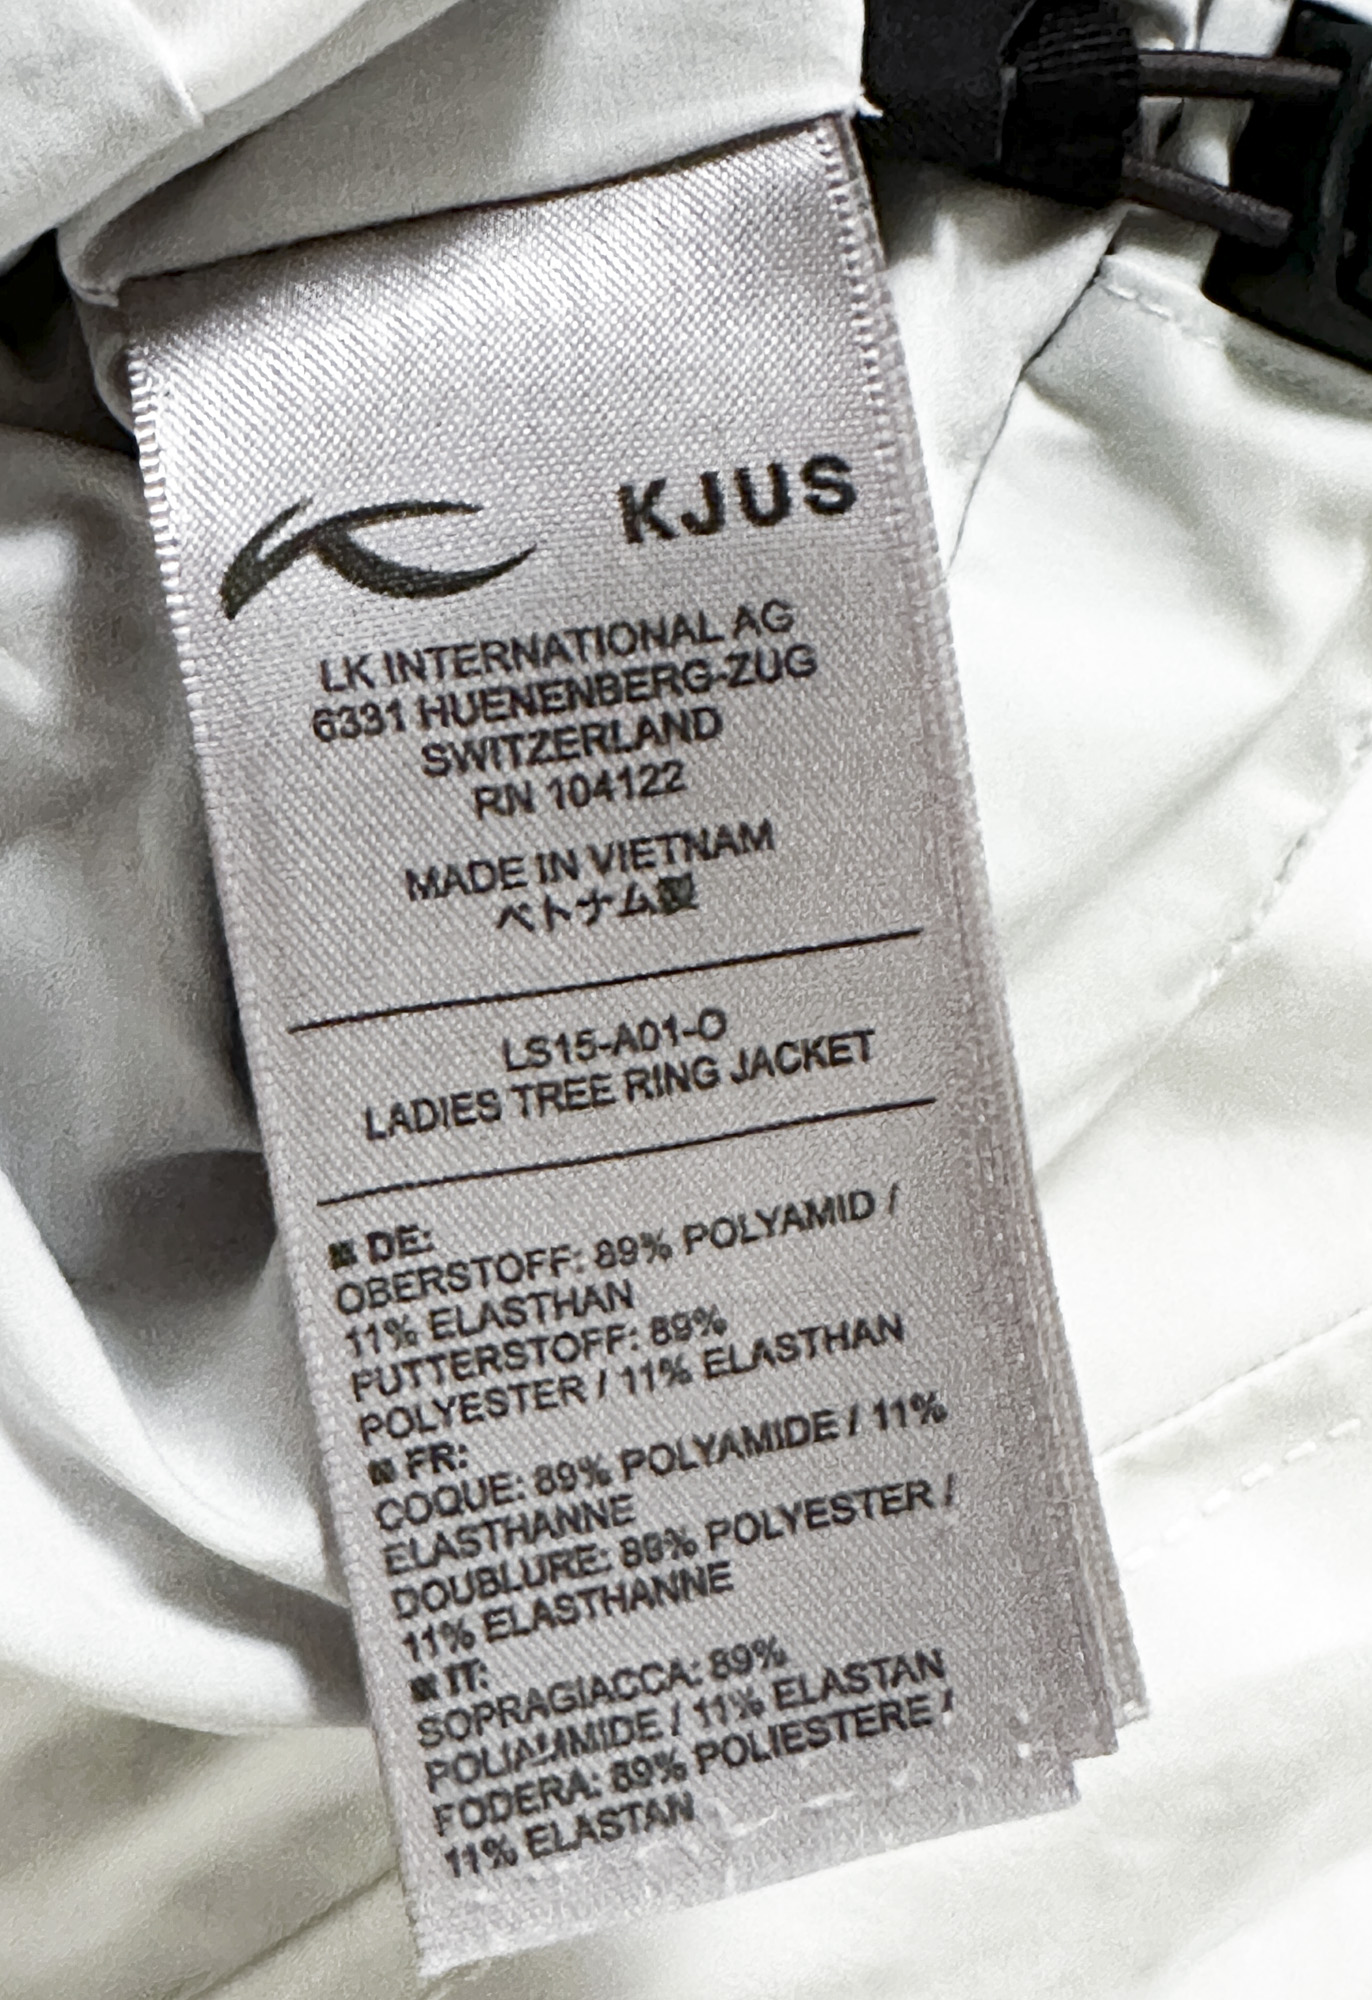 KJUS
LK INTERNATIONAL AG
6331 HUENENBERG-ZUG
SWITZERLAND
RN 104122
MADE IN VIETNAM
ベトナム製
LS15-A01-O
LADIES TREE RING JACKET
DE:
OBERSTOFF: 89% POLYAMID /
11% ELASTHAN
FUTTERSTOFF: 89%
POLYESTER / 11% ELASTHAN
FR:
COQUE: 89% POLYAMIDE / 11%
ELASTHANNE
DOUBLURE: 89% POLYESTER /
11% ELASTHANNE
IT:
SOPRAGIACCA: 89%
POLIAMMIDE / 11% ELASTAN
FODERA: 89% POLIESTERE /
11% ELASTAN